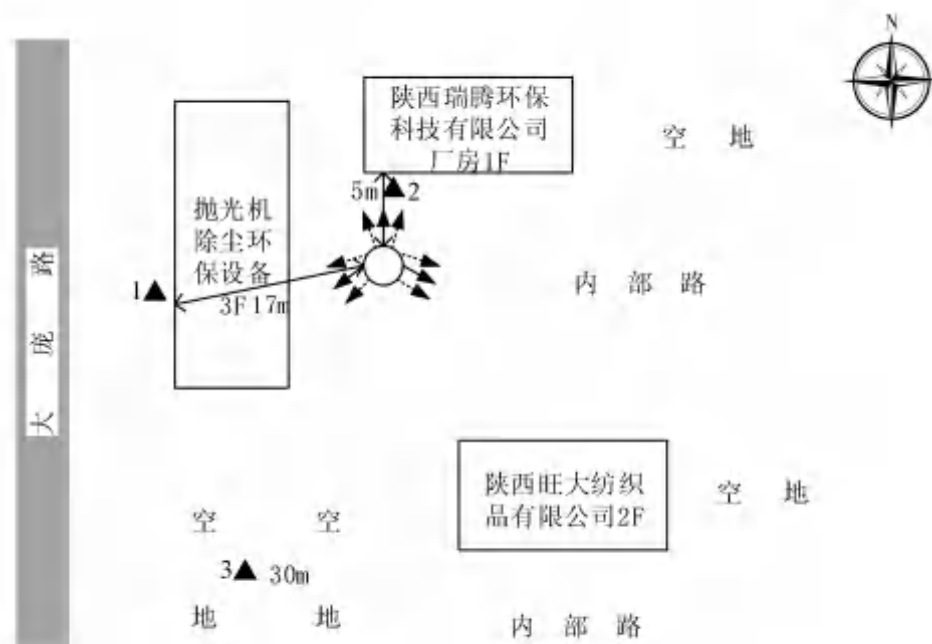 N
陕西瑞腾环保
科技有限公司
厂房1F
空 地
5m
2
抛光机
除尘环
保设备
3F
17m
1
内 部 路
大 庞 路
陕西旺大纺织
品有限公司2F
空 地
空 空
3
30m
地 地
内 部 路